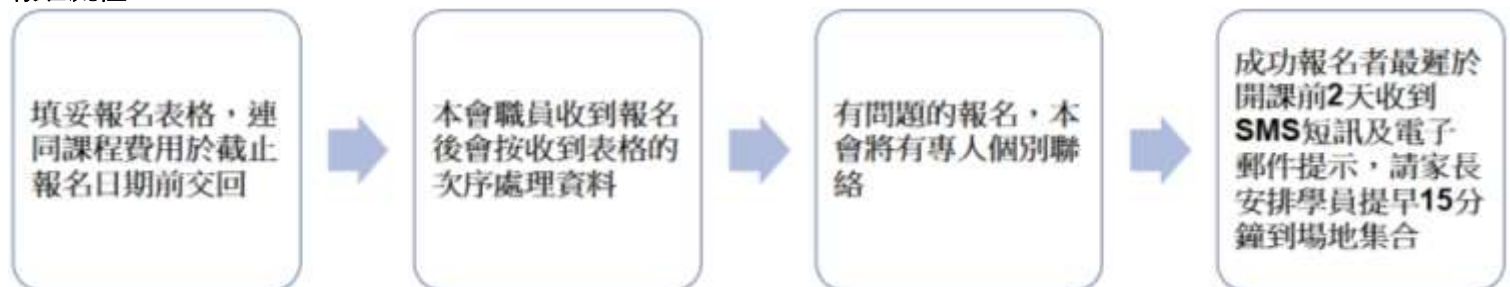 填妥報名表格，連
同課程費用於截止
報名日期前交回
本會職員收到報名
後會按收到表格的
次序處理資料
有問題的報名，本
會將有專人個別聯
絡
成功報名者最遲於
開課前2天收到
SMS短訊及電子
郵件提示，請家長
安排學員提早15分
鐘到場地集合